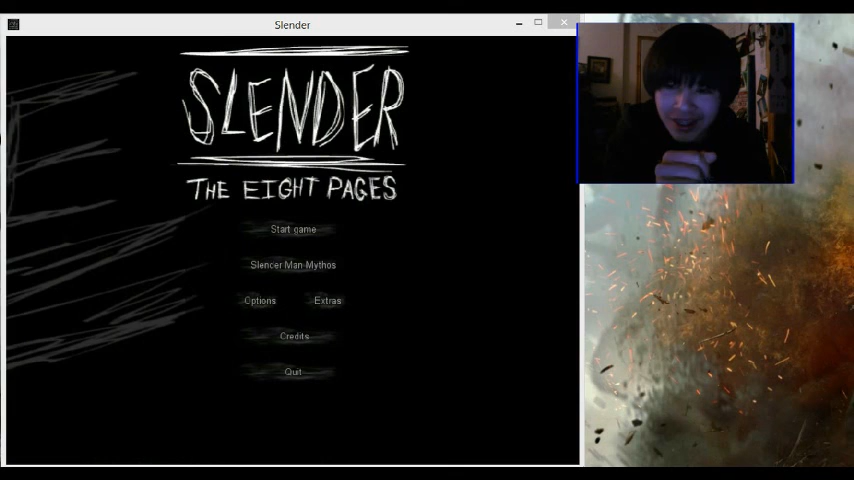 Slender
SLENDER
THE EIGHT PAGES
Start game
Slender Man Mythos
Options
Extras
Credits
Quit